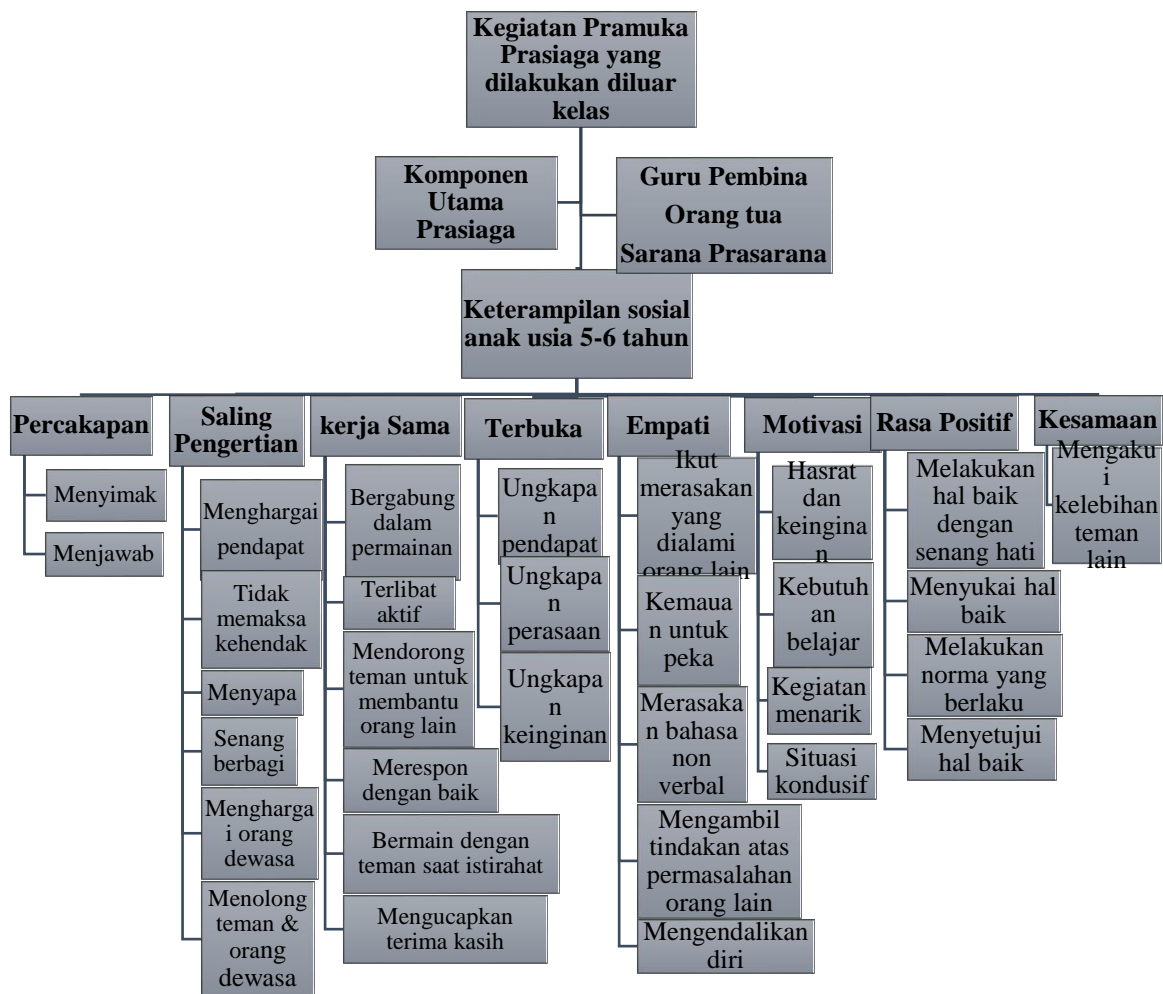 Kegiatan Pramuka
Prasiaga yang
dilakukan diluar
kelas
Komponen
Utama
Prasiaga
Guru Pembina
Orang tua
Sarana Prasarana
Keterampilan sosial
anak usia 5-6 tahun
Percakapan
Menyimak
Menjawab
Saling
Pengertian
Menghargai
pendapat
Tidak
memaksa
kehendak
Menyapa
Senang
berbagi
Mengharga
i orang
dewasa
Menolong
teman &
orang
dewasa
kerja Sama
Bergabung
dalam
permainan
Terlibat
aktif
Mendorong
teman untuk
membantu
orang lain
Merespon
dengan baik
Bermain dengan
teman saat istirahat
Mengucapkan
terima kasih
Terbuka
Ungkapa
n
pendapat
Ungkapa
n
perasaan
Ungkapa
n
keinginan
Empati
Ikut
merasakan
yang
dialami
orang lain
Kemaua
n untuk
peka
Merasaka
n bahasa
non
verbal
Mengambil
tindakan atas
permasalahan
orang lain
Mengendalikan
diri
Motivasi
Hasrat
dan
keingina
n
Kebutuh
an
belajar
Kegiatan
menarik
Situasi
kondusif
Rasa Positif
Melakukan
hal baik
dengan
senang hati
Menyukai hal
baik
Melakukan
norma yang
berlaku
Menyetujui
hal baik
Kesamaan
Mengaku
i
kelebihan
teman
lain